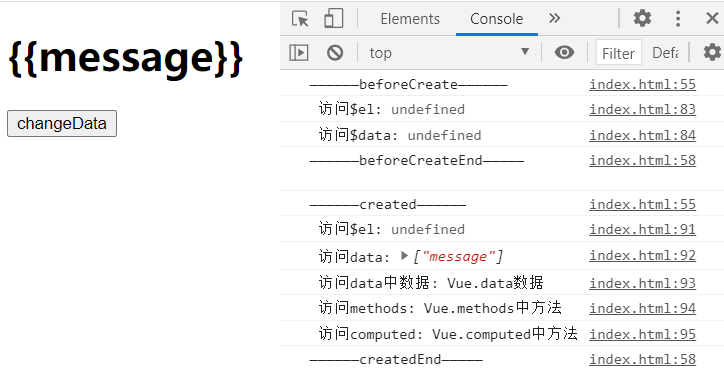 {{message}}
changeData
Elements Console »
top Filter Defa
——————beforeCreate—————— index.html:55
访问$el: undefined index.html:83
访问$data: undefined index.html:84
——————beforeCreateEnd————— index.html:58
——————created—————— index.html:55
访问$el: undefined index.html:91
访问data: ▶["message"] index.html:92
访问data中数据: Vue.data数据 index.html:93
访问methods: Vue.methods中方法 index.html:94
访问computed: Vue.computed中方法 index.html:95
——————createdEnd————— index.html:58